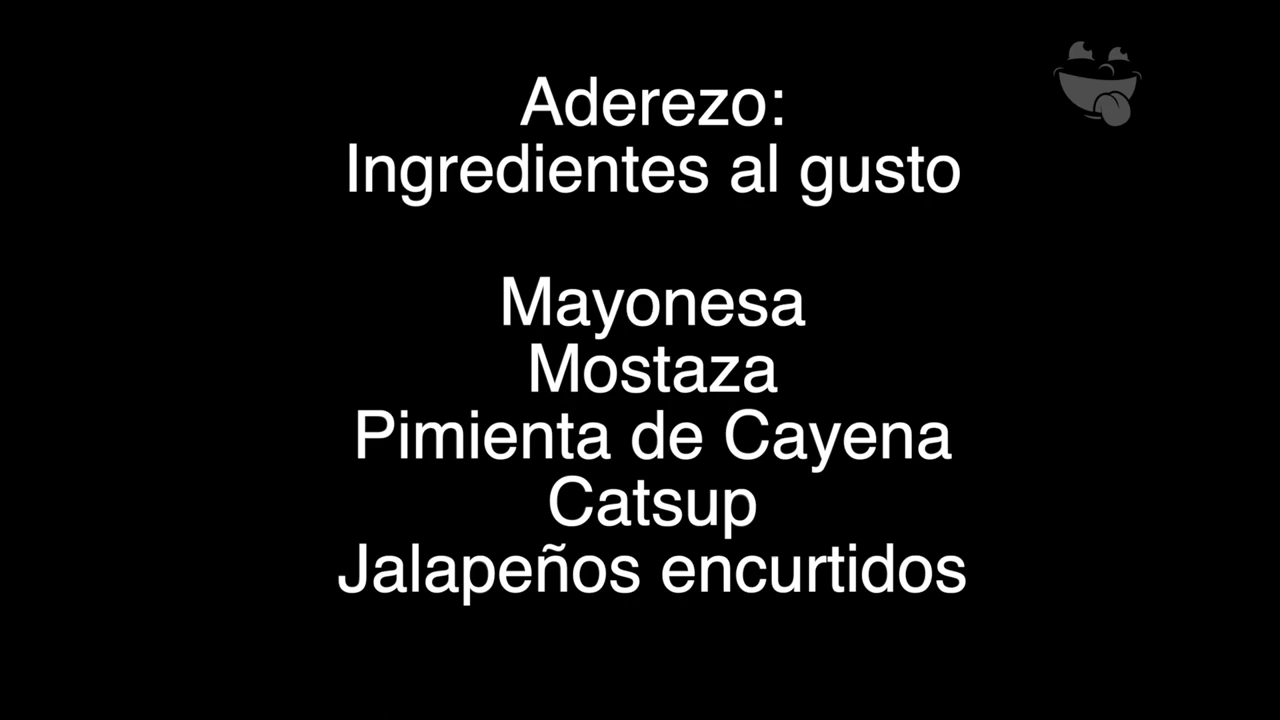 Aderezo:
Ingredientes al gusto
Mayonesa
Mostaza
Pimienta de Cayena
Catsup
Jalapeños encurtidos